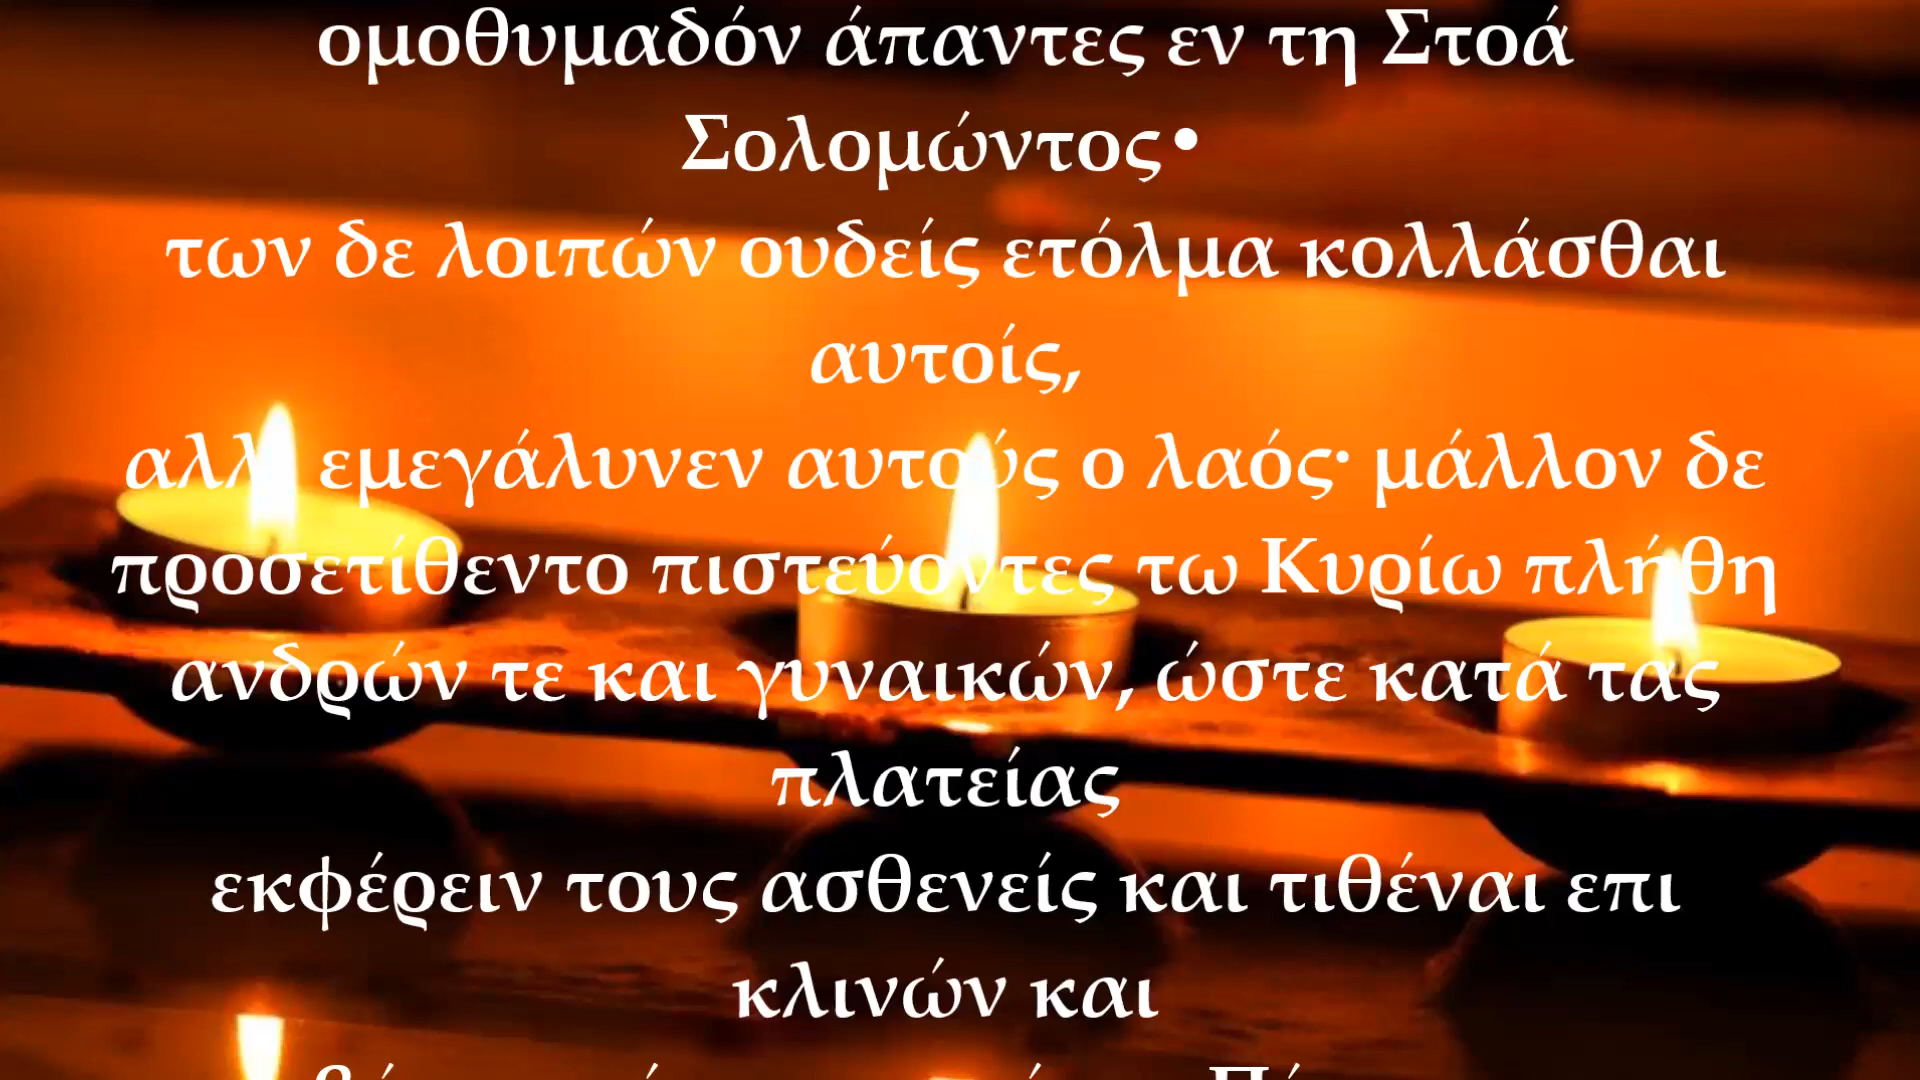 ομοθυμαδόν άπαντες εν τη Στοά
Σολομώντος•
των δε λοιπών ουδείς ετόλμα κολλάσθαι
αυτοίς,
εμεγάλυνεν αυτούς ο λαός· μάλλον δε
προσετίθεντο πιστεύοντες τω Κυρίω πλήθη
ανδρών τε και γυναικών, ώστε κατά τας
πλατείας
εκφέρειν τους ασθενείς και τιθέναι επι
κλινών και